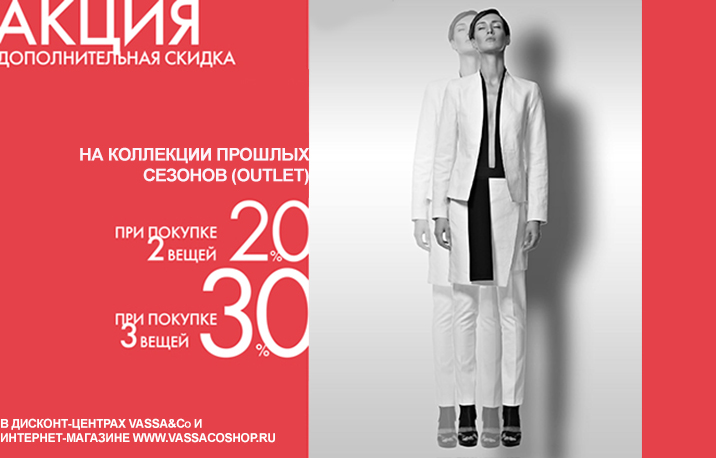 АКЦИЯ
ДОПОЛНИТЕЛЬНАЯ СКИДКА
НА КОЛЛЕКЦИИ ПРОШЛЫХ
СЕЗОНОВ (OUTLET)
ПРИ ПОКУПКЕ
2 ВЕЩЕЙ 20%
ПРИ ПОКУПКЕ
3 ВЕЩЕЙ 30%
В ДИСКОНТ-ЦЕНТРАХ VASSA&Co И
ИНТЕРНЕТ-МАГАЗИНЕ WWW.VASSACOSHOP.RU